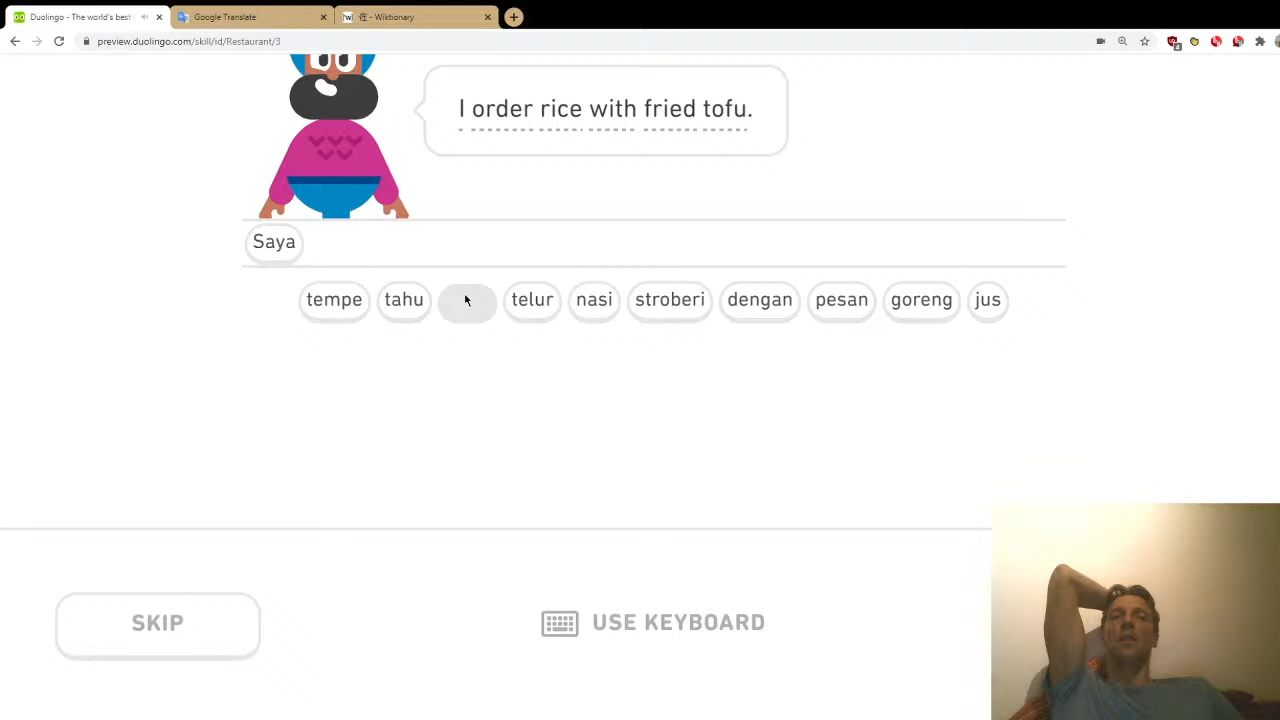 Duolingo - The world's best
Google Translate
佐 - Wiktionary
preview.duolingo.com/skill/id/Restaurant/3
I order rice with fried tofu.
Saya
tempe tahu telur nasi stroberi dengan pesan goreng jus
SKIP
USE KEYBOARD